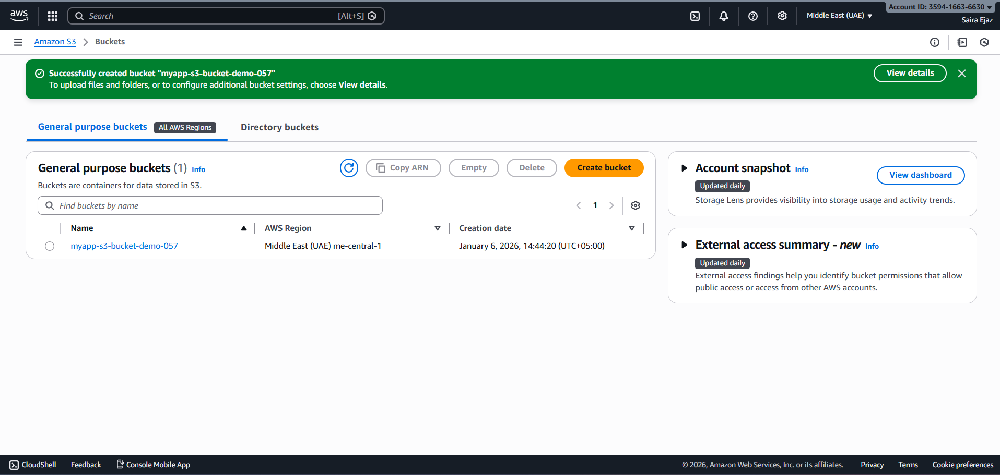 aws
Search [Alt+S]
Middle East (UAE)
Account ID: 3594-1663-6630
Saira Ejaz
Amazon S3
Buckets
Successfully created bucket "myapp-s3-bucket-demo-057"
To upload files and folders, or to configure additional bucket settings, choose View details.
View details
General purpose buckets All AWS Regions
Directory buckets
General purpose buckets (1) Info
Copy ARN
Empty
Delete
Create bucket
Buckets are containers for data stored in S3.
Find buckets by name
1
Name AWS Region Creation date
myapp-s3-bucket-demo-057 Middle East (UAE) me-central-1 January 6, 2026, 14:44:20 (UTC+05:00)
Account snapshot Info
View dashboard
Updated daily
Storage Lens provides visibility into storage usage and activity trends.
External access summary - new Info
Updated daily
External access findings help you identify bucket permissions that allow
public access or access from other AWS accounts.
CloudShell Feedback Console Mobile App
© 2026, Amazon Web Services, Inc. or its affiliates. Privacy Terms Cookie preferences